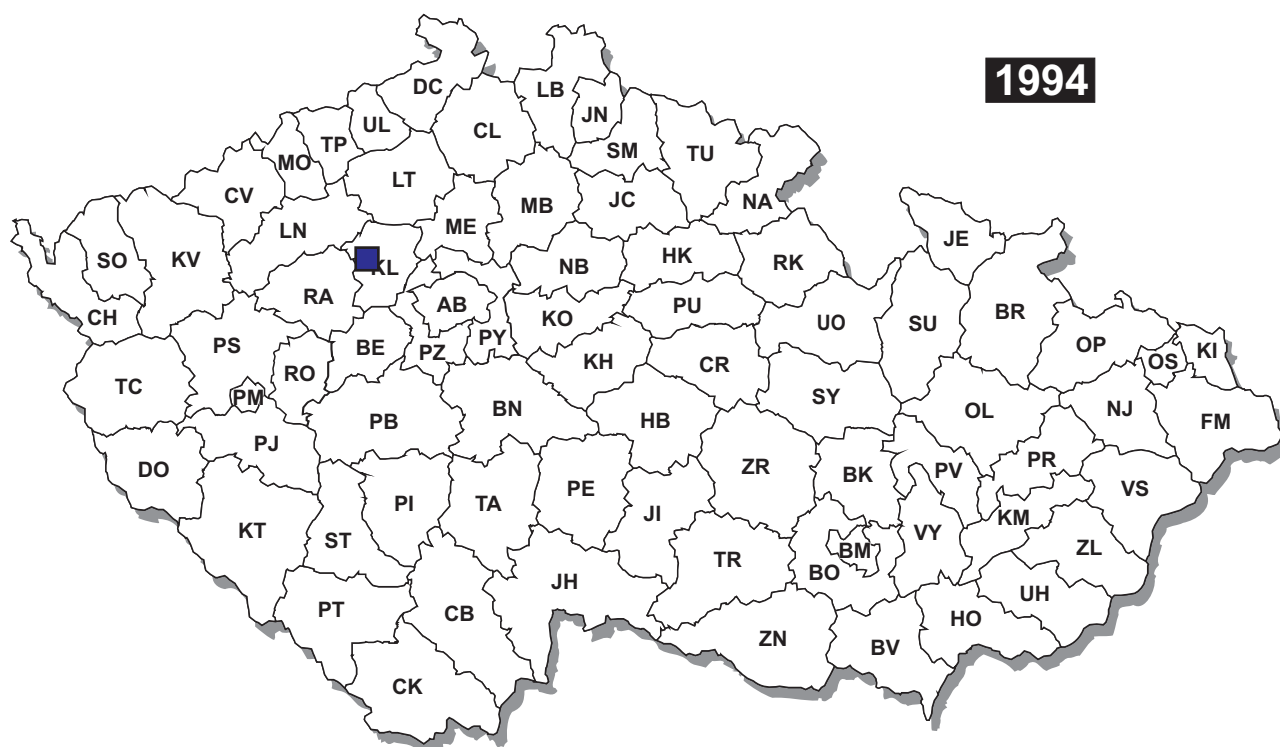 1994
DC
LB
JN
UL
CL
TP
MO
SM
TU
LT
CV
JC
NA
MB
ME
LN
JE
SO
KV
HK
RK
NB
KL
RA
AB
KO
PU
BR
CH
UO
SU
PY
PS
BE
PZ
OP
KI
OS
KH
CR
RO
TC
PM
SY
BN
OL
NJ
PB
HB
FM
PJ
DO
ZR
BK
PV
PR
VS
PE
PI
TA
JI
KM
KT
ST
VY
BM
ZL
TR
BO
JH
UH
PT
CB
HO
ZN
BV
CK